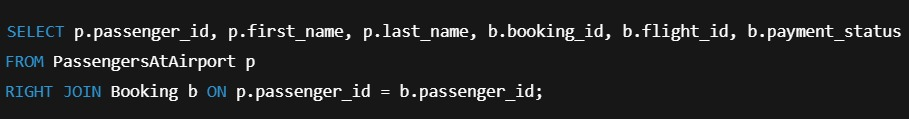 SELECT p.passenger_id, p.first_name, p.last_name, b.booking_id, b.flight_id, b.payment_status
FROM PassengersAtAirport p
RIGHT JOIN Booking b ON p.passenger_id = b.passenger_id;